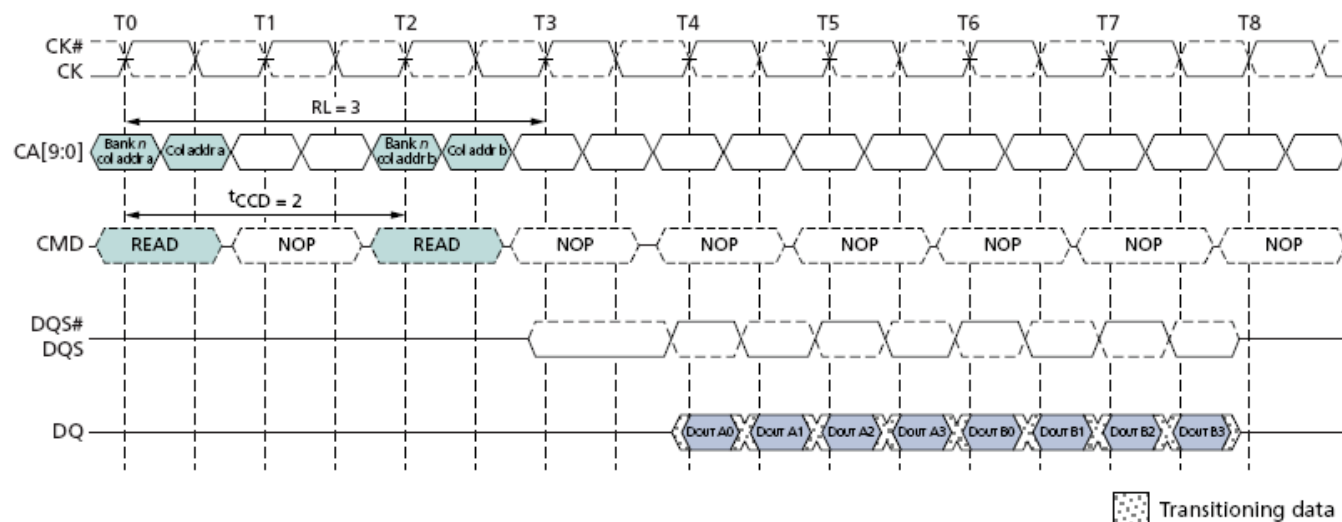 T0 T1 T2 T3 T4 T5 T6 T7 T8
CK#
CK
RL = 3
CA[9:0] Bank n col addr a Col addr a Bank n col addr b Col addr b
tCCD = 2
CMD READ NOP READ NOP NOP NOP NOP NOP NOP
DQS#
DQS
DQ DOUT A0 DOUT A1 DOUT A2 DOUT A3 DOUT B0 DOUT B1 DOUT B2 DOUT B3
Transitioning data